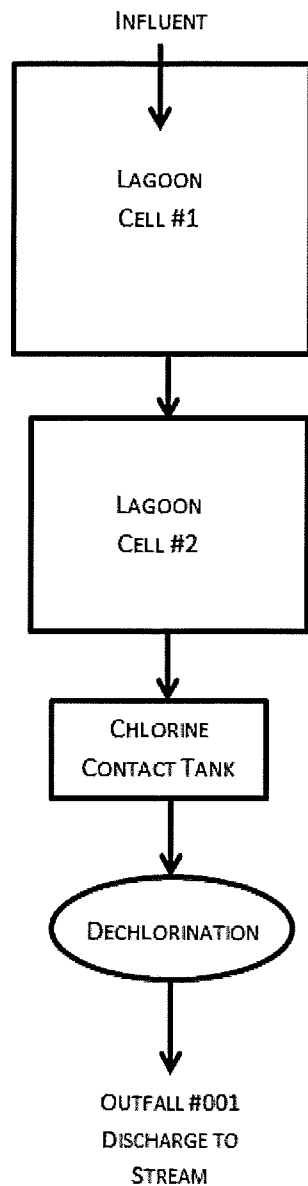 INFLUENT
LAGOON
CELL #1
LAGOON
CELL #2
CHLORINE
CONTACT TANK
DECHLORINATION
OUTFALL #001
DISCHARGE TO
STREAM